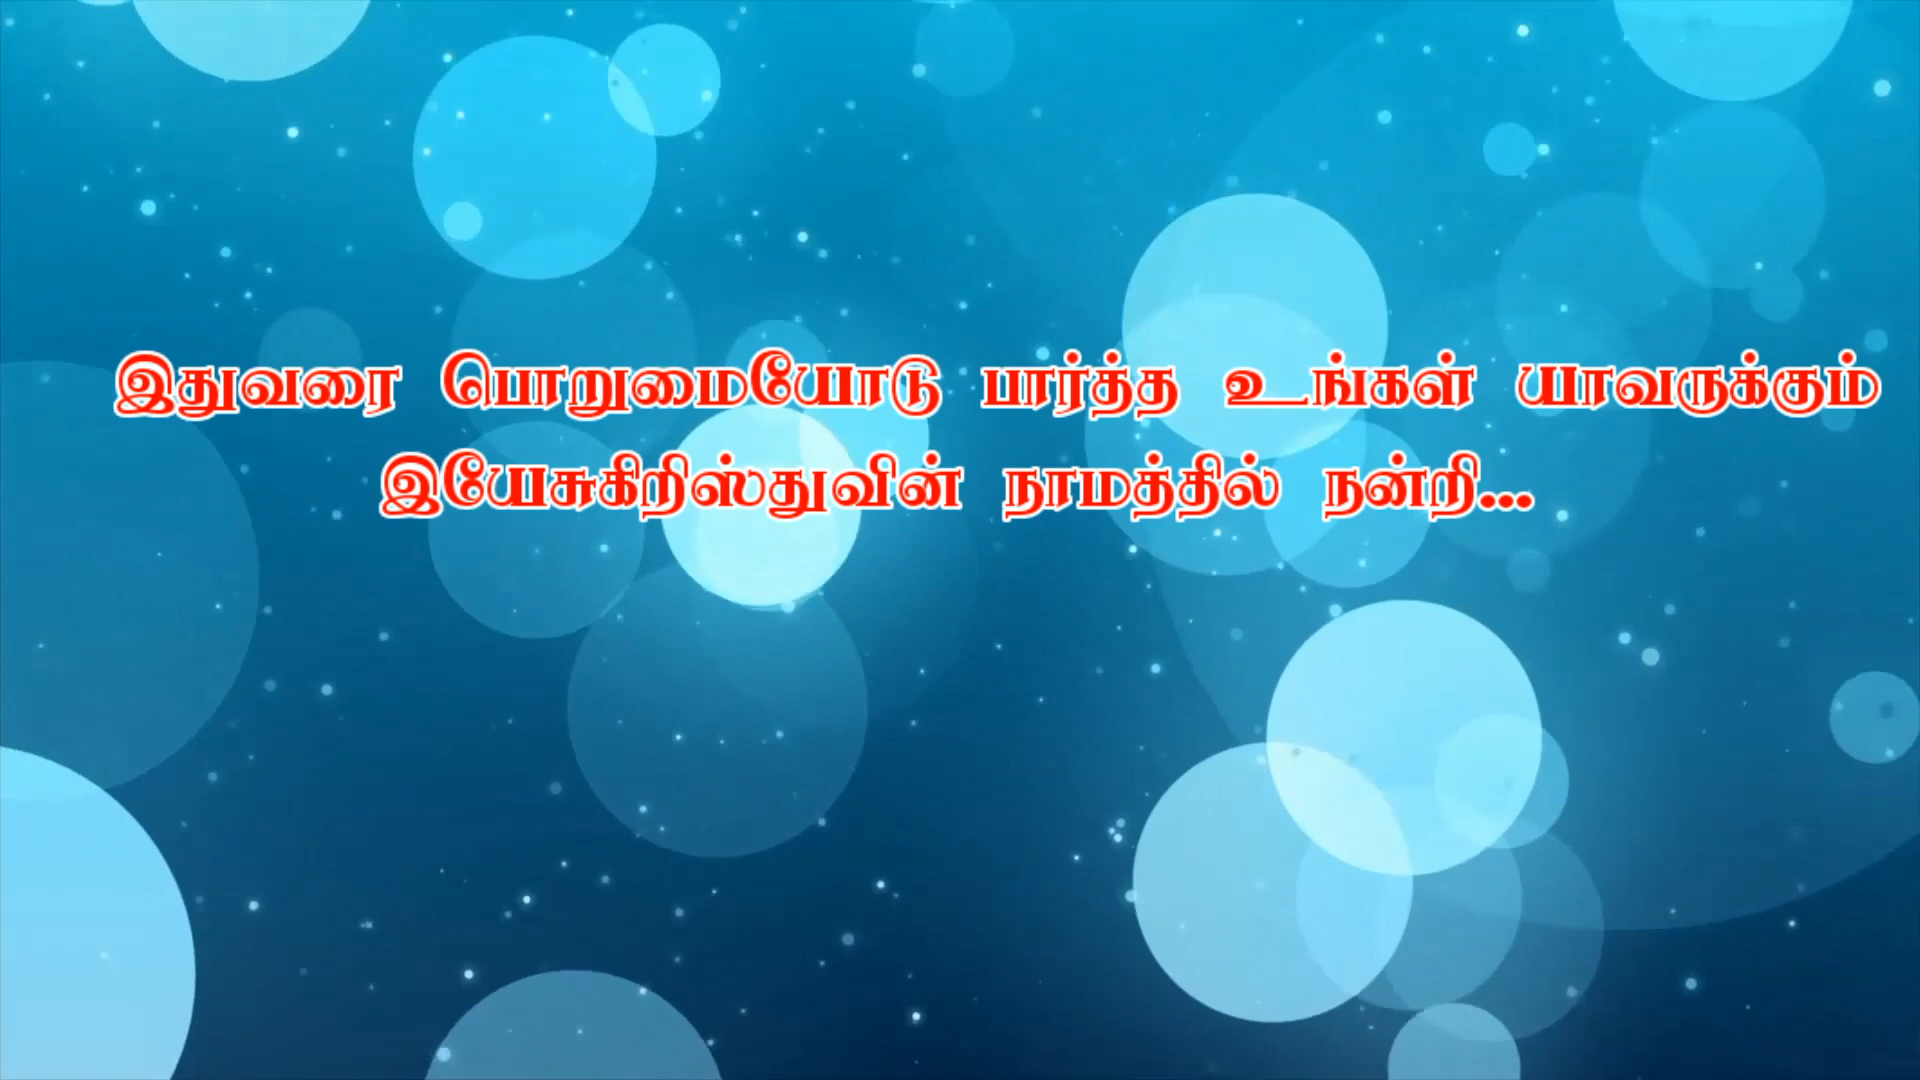 இதுவரை பொறுமையோடு பார்த்த உங்கள் யாவருக்கும்
இயேசுகிறிஸ்துவின் நாமத்தில் நன்றி...